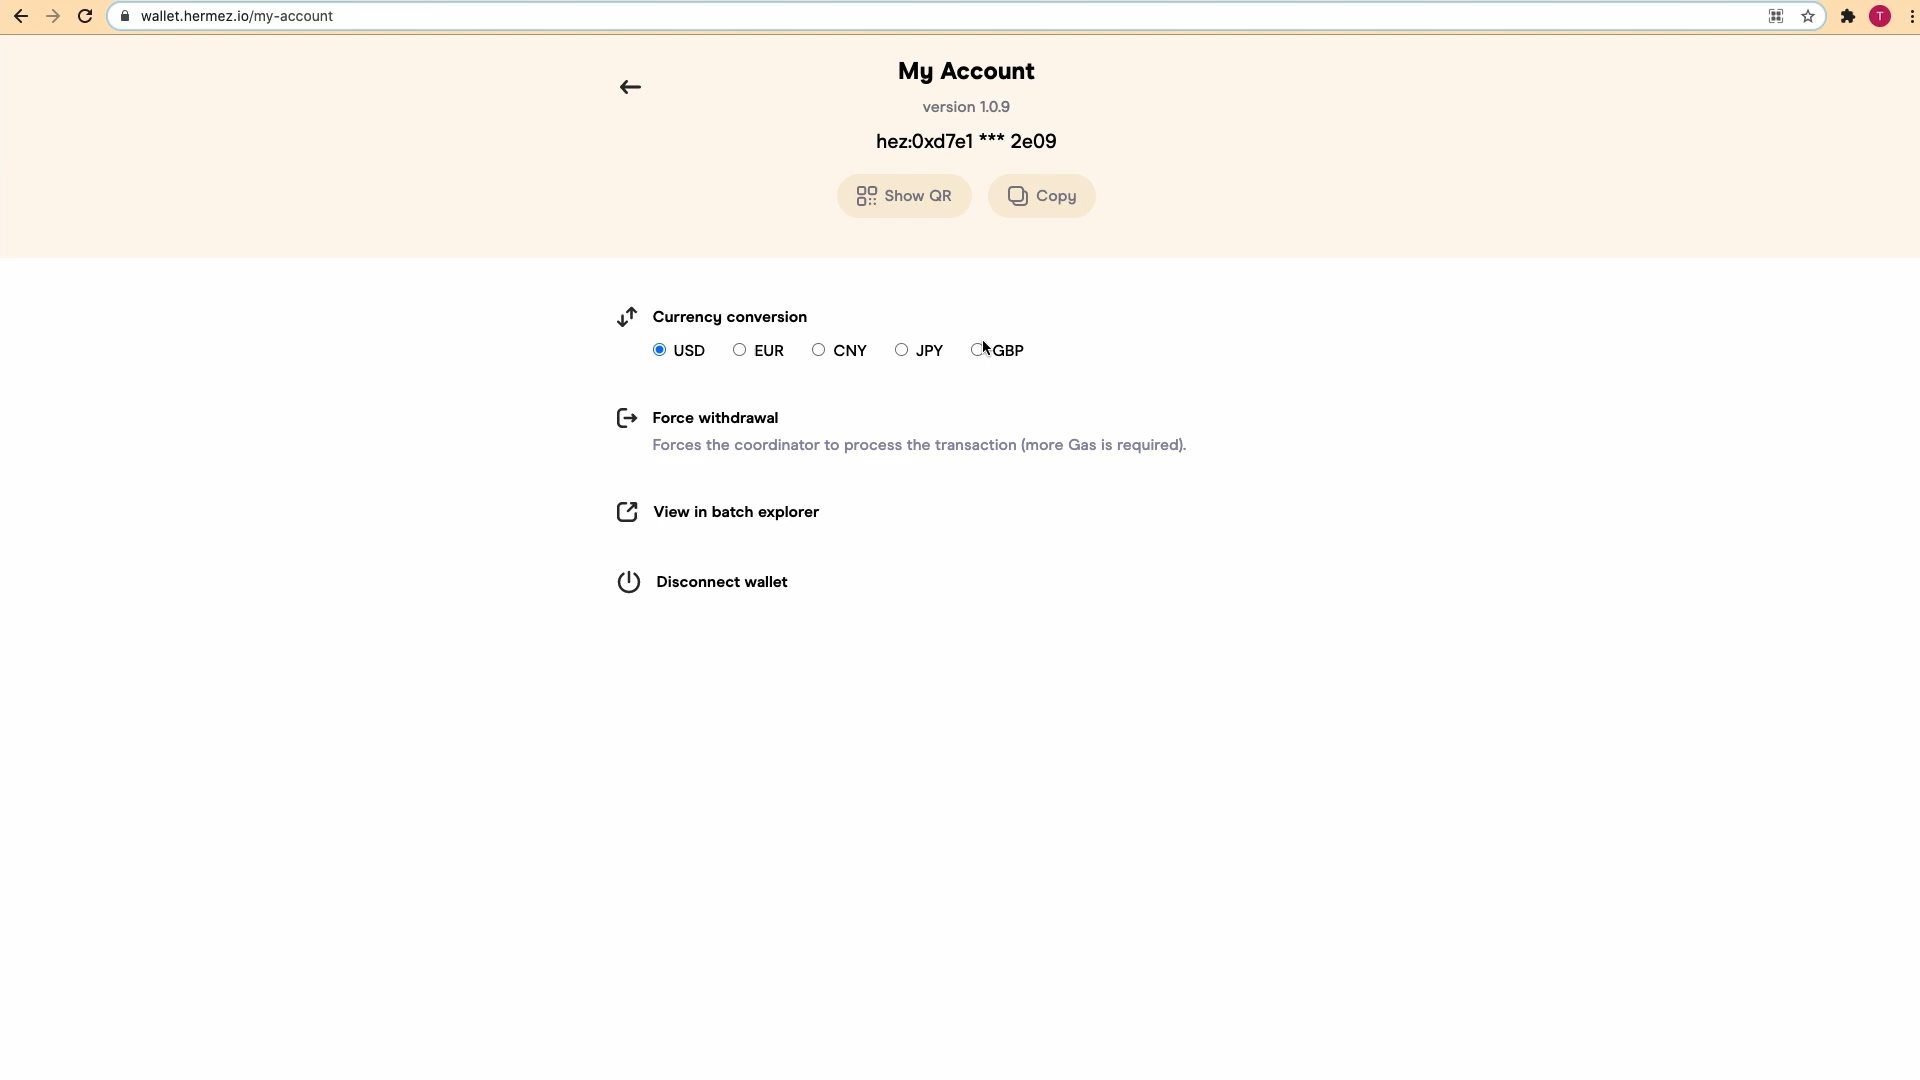 wallet.hermez.io/my-account
T
My Account
version 1.0.9
hez:0xd7e1 *** 2e09
Show QR Copy
Currency conversion
USD EUR CNY JPY GBP
Force withdrawal
Forces the coordinator to process the transaction (more Gas is required).
View in batch explorer
Disconnect wallet